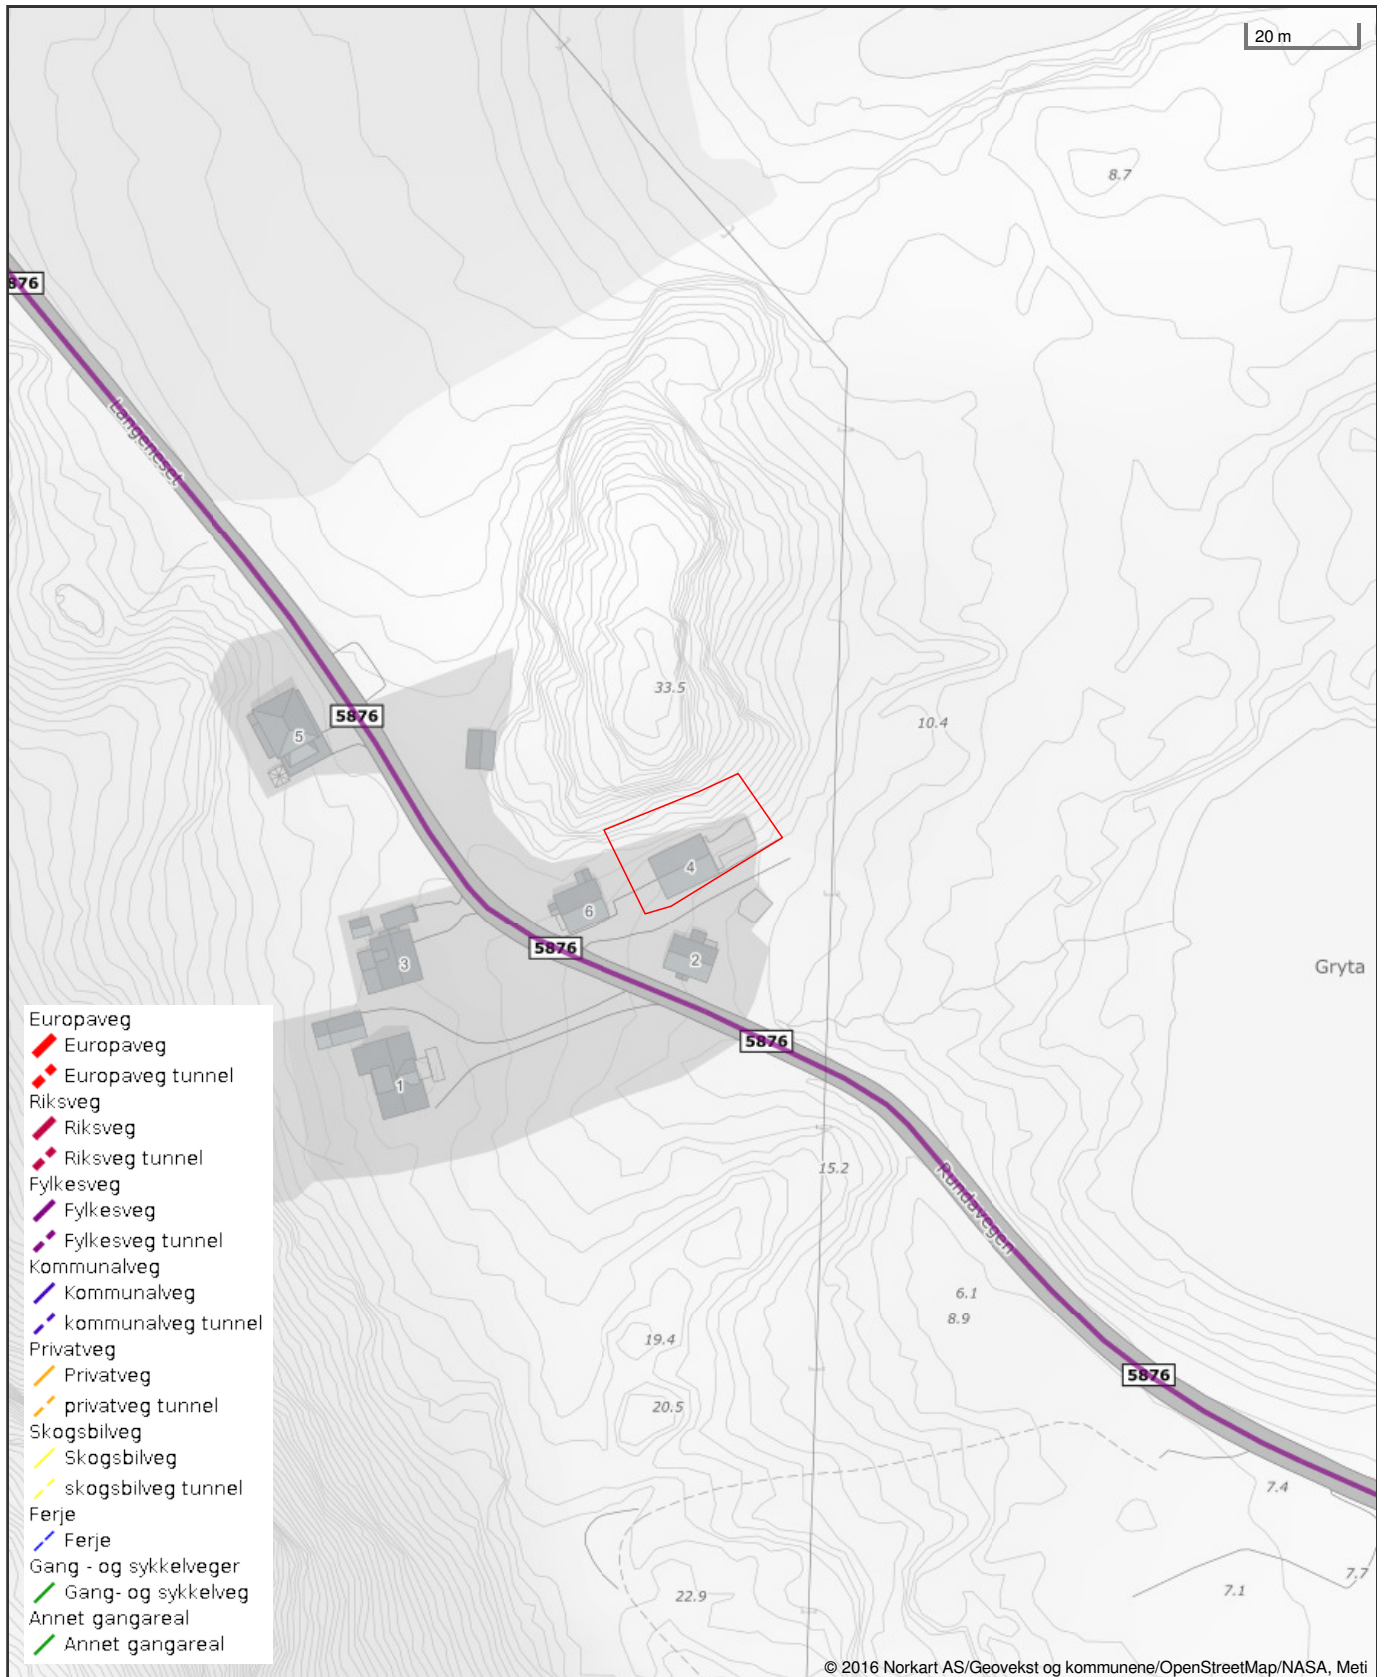 20 m
8.7
876
Langeneset
33.5
5876
10.4
5
4
6
5876
2
3
Gryta
5876
1
15.2
Rundavegen
6.1
8.9
19.4
5876
20.5
7.4
7.7
7.1
22.9
Europaveg
Europaveg
Europaveg tunnel
Riksveg
Riksveg
Riksveg tunnel
Fylkesveg
Fylkesveg
Fylkesveg tunnel
Kommunalveg
Kommunalveg
kommunalveg tunnel
Privatveg
Privatveg
privatveg tunnel
Skogsbilveg
Skogsbilveg
skogsbilveg tunnel
Ferje
Ferje
Gang - og sykkelveger
Gang- og sykkelveg
Annet gangareal
Annet gangareal
© 2016 Norkart AS/Geovekst og kommunene/OpenStreetMap/NASA, Meti